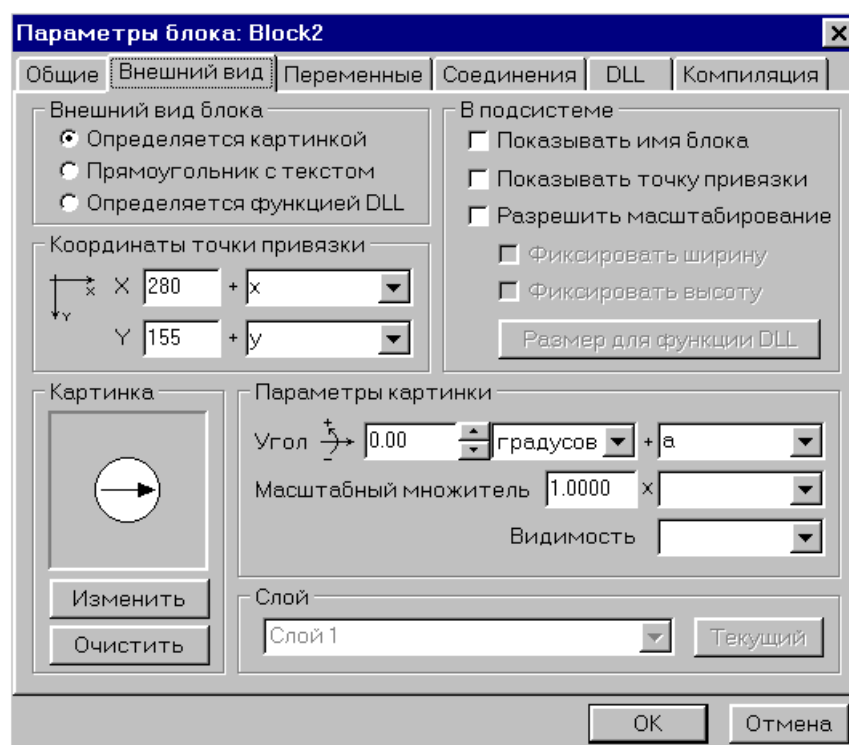 Параметры блока: Block2
Общие Внешний вид Переменные Соединения DLL Компиляция
Внешний вид блока
Определяется картинкой
Прямоугольник с текстом
Определяется функцией DLL
В подсистеме
Показывать имя блока
Показывать точку привязки
Разрешить масштабирование
Фиксировать ширину
Фиксировать высоту
Размер для функции DLL
Координаты точки привязки
X
Y
X 280 + x
Y 155 + y
Картинка
Изменить
Очистить
Параметры картинки
Угол + - 0.00 градусов + a
Масштабный множитель 1.0000 ×
Видимость
Слой
Слой 1 Текущий
OK Отмена